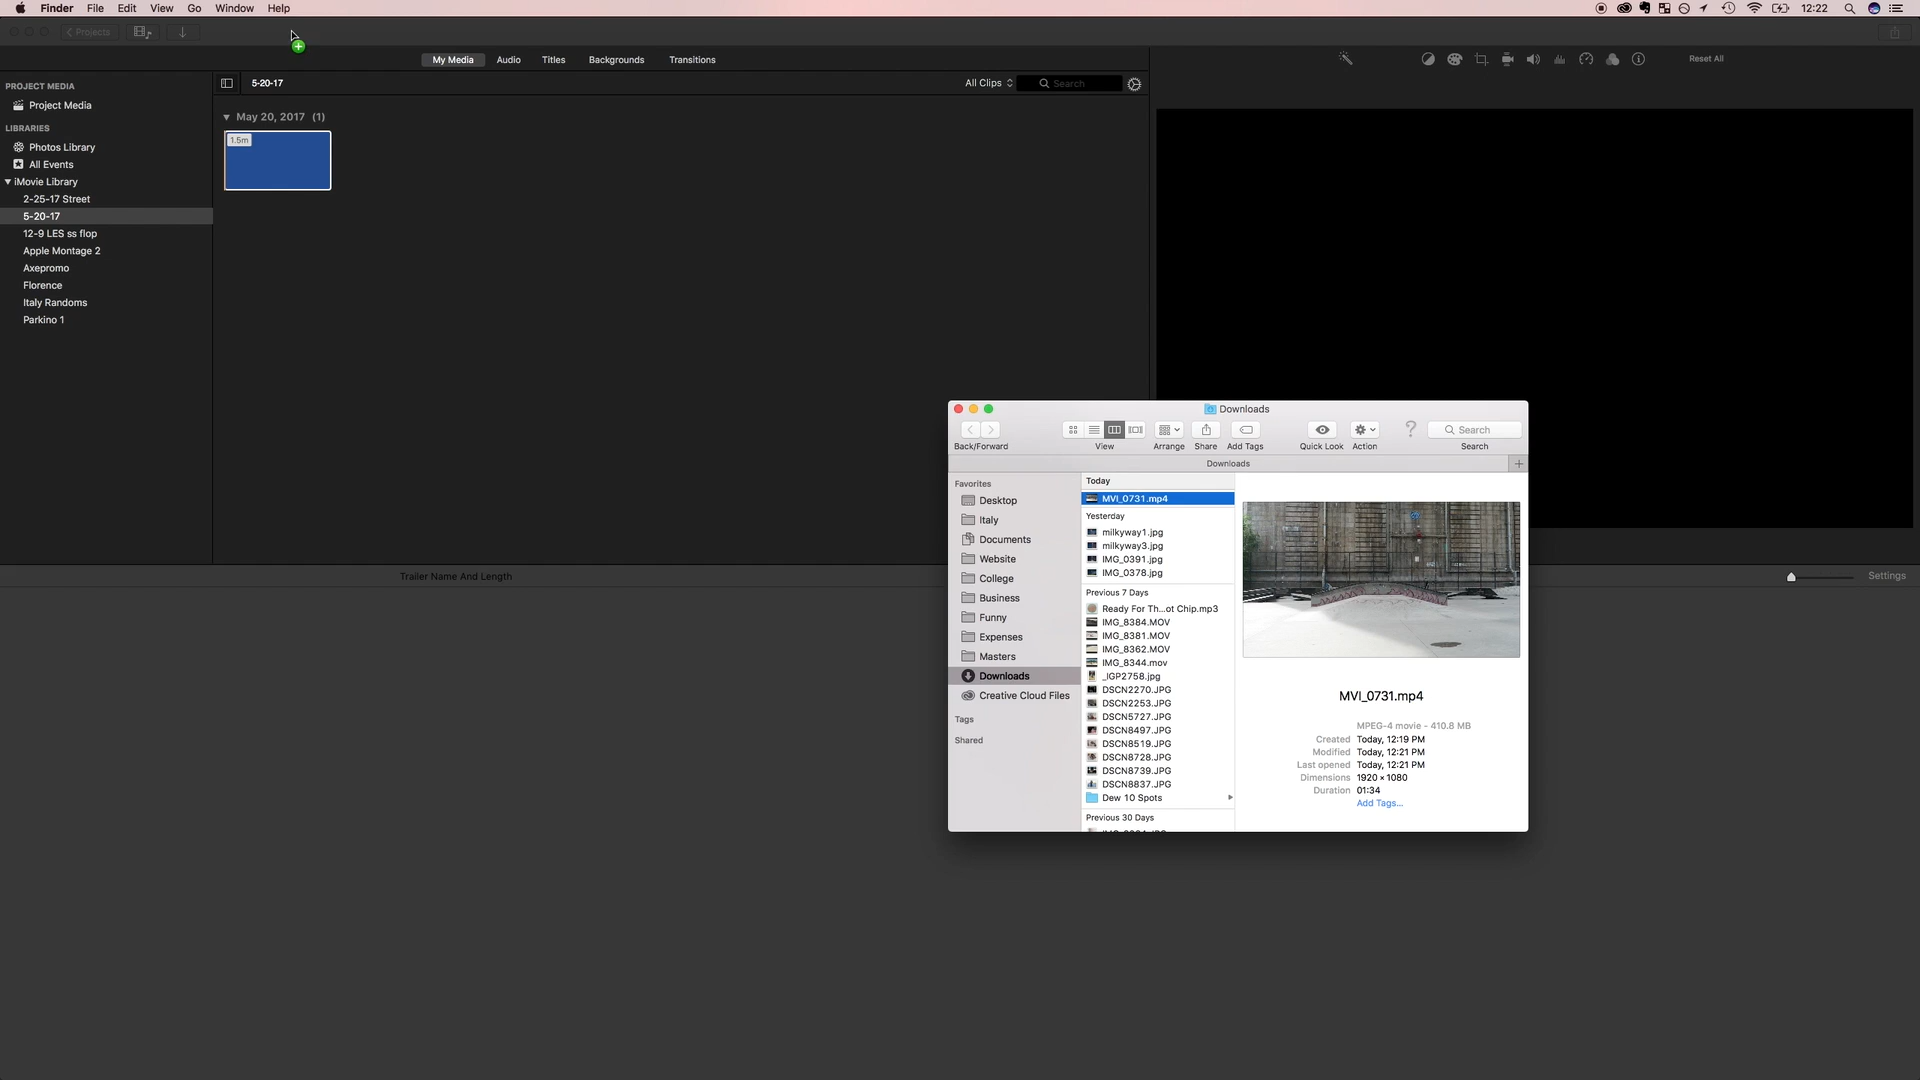 Finder File Edit View Go Window Help 12:22
Projects
My Media Audio Titles Backgrounds Transitions Reset All
PROJECT MEDIA
Project Media
LIBRARIES
Photos Library
All Events
iMovie Library
2-25-17 Street
5-20-17
12-9 LES ss flop
Apple Montage 2
Axepromo
Florence
Italy Randoms
Parkino 1
5-20-17 All Clips Search
May 20, 2017 (1)
1.5m
Trailer Name And Length Settings
Downloads
Back/Forward View Arrange Share Add Tags Quick Look Action Search
Search
Downloads
Favorites
Desktop
Italy
Documents
Website
College
Business
Funny
Expenses
Masters
Downloads
Creative Cloud Files
Tags
Shared
Today
MVI_0731.mp4
Yesterday
milkyway1.jpg
milkyway3.jpg
IMG_0391.jpg
IMG_0378.jpg
Previous 7 Days
Ready For Th...ot Chip.mp3
IMG_8384.MOV
IMG_8381.MOV
IMG_8362.MOV
IMG_8344.mov
_IGP2758.jpg
DSCN2270.JPG
DSCN2253.JPG
DSCN5727.JPG
DSCN8497.JPG
DSCN8519.JPG
DSCN8728.JPG
DSCN8739.JPG
DSCN8837.JPG
Dew 10 Spots
Previous 30 Days
MVI_0731.mp4
MPEG-4 movie - 410.8 MB
Created Today, 12:19 PM
Modified Today, 12:21 PM
Last opened Today, 12:21 PM
Dimensions 1920 × 1080
Duration 01:34
Add Tags...